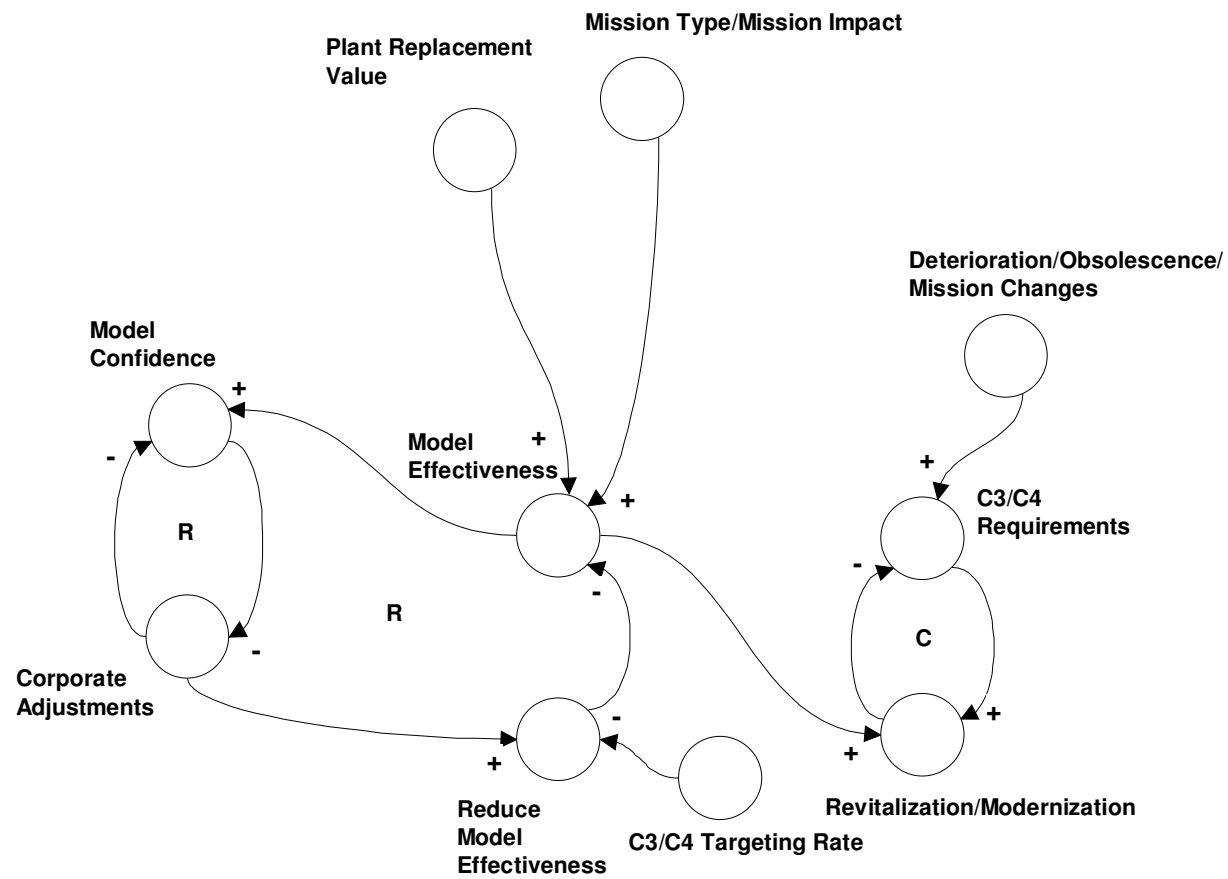 Mission Type/Mission Impact
Plant Replacement
Value
Deterioration/Obsolescence/
Mission Changes
Model
Confidence
+
-
R
-
Corporate
Adjustments
Model
Effectiveness
+
+
-
R
+
-
Reduce
Model
Effectiveness
C3/C4 Targeting Rate
+
C3/C4
Requirements
-
C
+
+
Revitalization/Modernization